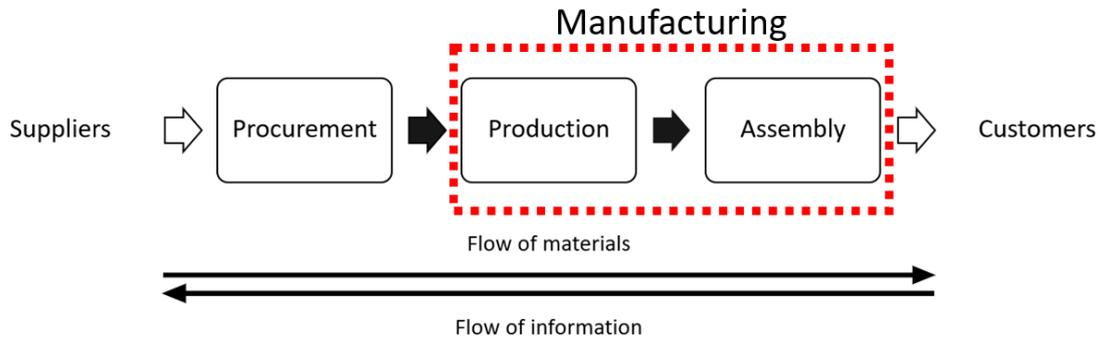 Manufacturing
Suppliers
Procurement
Production
Assembly
Customers
Flow of materials
Flow of information